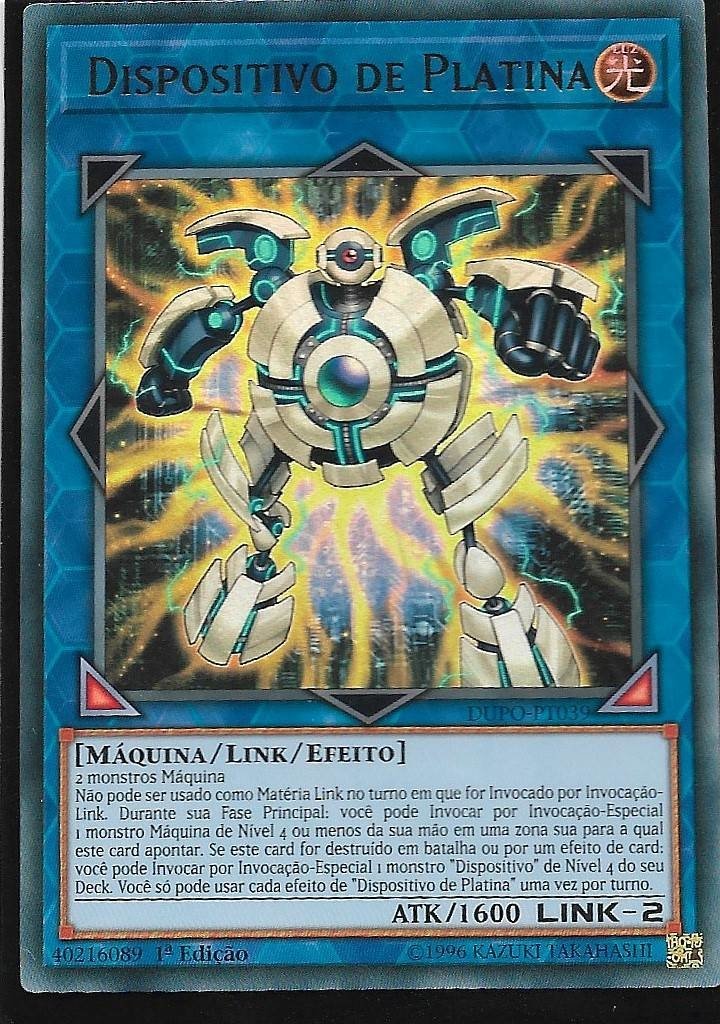 DISPOSITIVO DE PLATINA
LUZ
光
DUPO-PT039
[MÁQUINA/LINK/EFEITO]
2 monstros Máquina
Não pode ser usado como Matéria Link no turno em que for Invocado por Invocação-
Link. Durante sua Fase Principal: você pode Invocar por Invocação-Especial
1 monstro Máquina de Nível 4 ou menos da sua mão em uma zona sua para a qual
este card apontar. Se este card for destruído em batalha ou por um efeito de card:
você pode Invocar por Invocação-Especial 1 monstro "Dispositivo" de Nível 4 do seu
Deck. Você só pode usar cada efeito de "Dispositivo de Platina" uma vez por turno.
ATK/1600 LINK-2
40216089 1ª Edição ©1996 KAZUKI TAKAHASHI